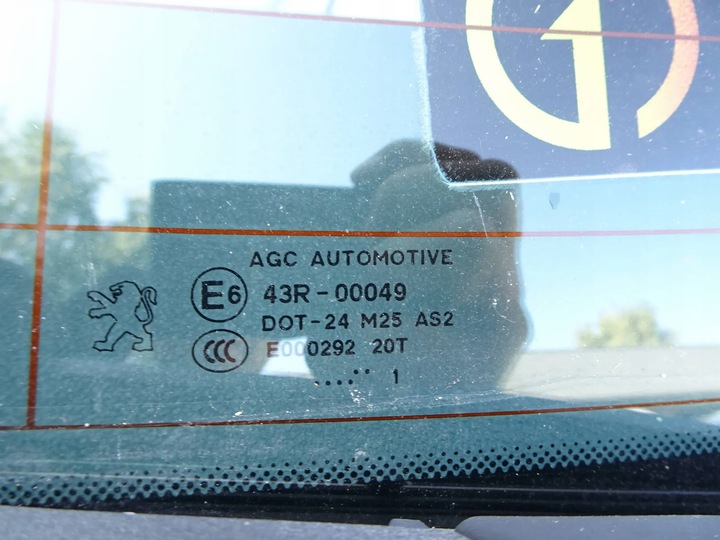 AGC AUTOMOTIVE
E6 43R-00049
DOT-24 M25 AS2
CCC E000292 20T
....·· 1